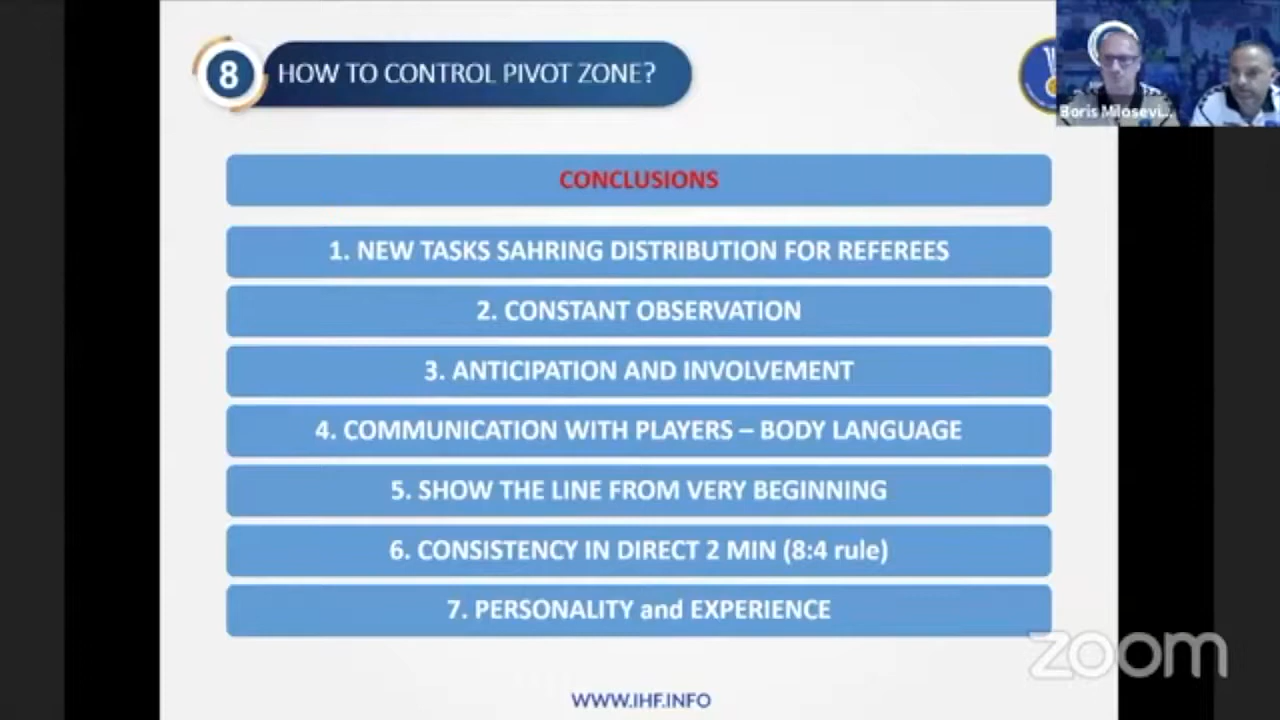 8
HOW TO CONTROL PIVOT ZONE?
Boris Milosevi...
CONCLUSIONS
1. NEW TASKS SAHRING DISTRIBUTION FOR REFEREES
2. CONSTANT OBSERVATION
3. ANTICIPATION AND INVOLVEMENT
4. COMMUNICATION WITH PLAYERS – BODY LANGUAGE
5. SHOW THE LINE FROM VERY BEGINNING
6. CONSISTENCY IN DIRECT 2 MIN (8:4 rule)
7. PERSONALITY and EXPERIENCE
zoom
WWW.IHF.INFO